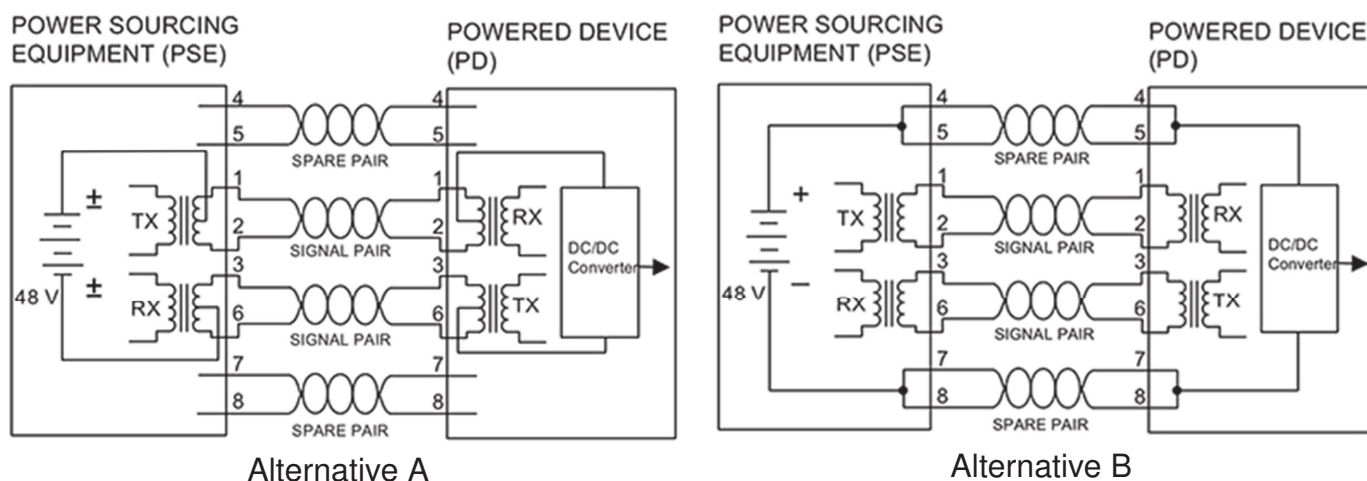 POWER SOURCING
EQUIPMENT (PSE)
POWERED DEVICE
(PD)
4
4
5
5
SPARE PAIR
±
TX
1
1
RX
2
2
SIGNAL PAIR
DC/DC
Converter
±
48 V
RX
3
3
TX
6
6
SIGNAL PAIR
7
7
8
8
SPARE PAIR
Alternative A
POWER SOURCING
EQUIPMENT (PSE)
POWERED DEVICE
(PD)
4
4
5
5
SPARE PAIR
+
TX
1
1
RX
2
2
SIGNAL PAIR
DC/DC
Converter
48 V
–
RX
3
3
TX
6
6
SIGNAL PAIR
7
7
8
8
SPARE PAIR
Alternative B